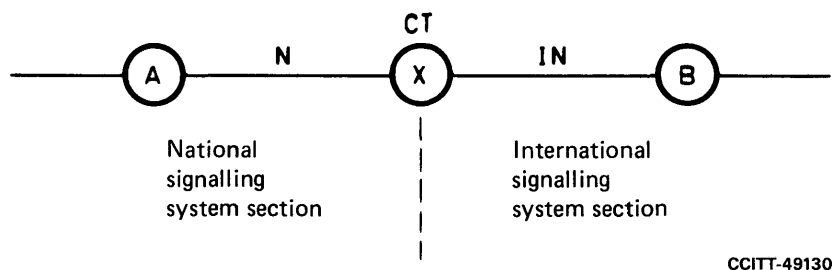 CT
A N X IN B
National
signalling
system section
International
signalling
system section
CCITT-49130